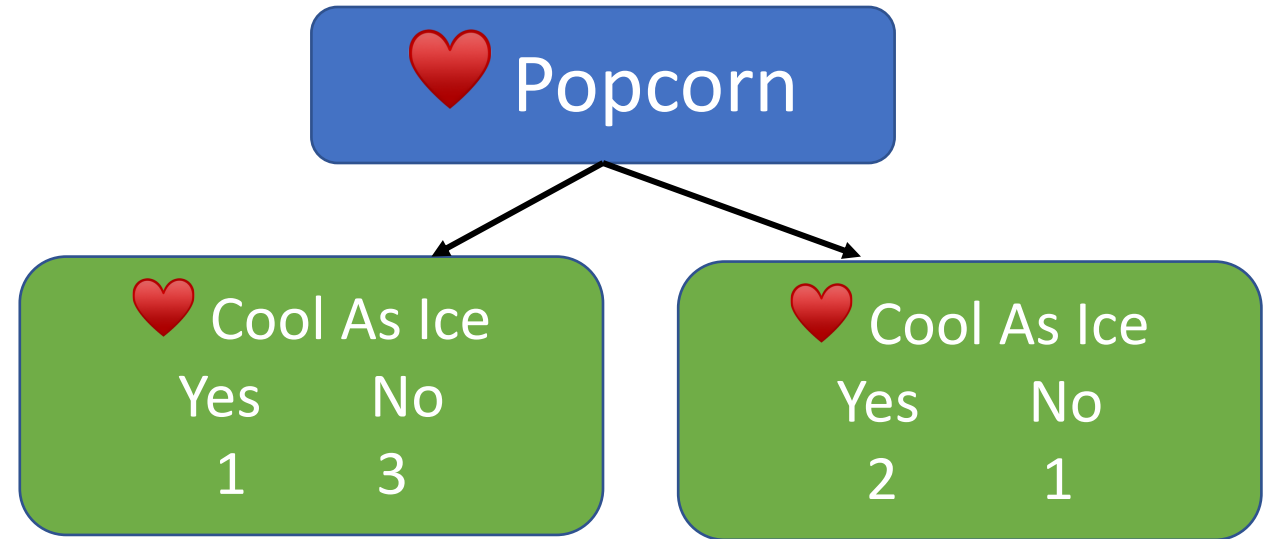 Popcorn
Cool As Ice
Yes No
1 3
Cool As Ice
Yes No
2 1